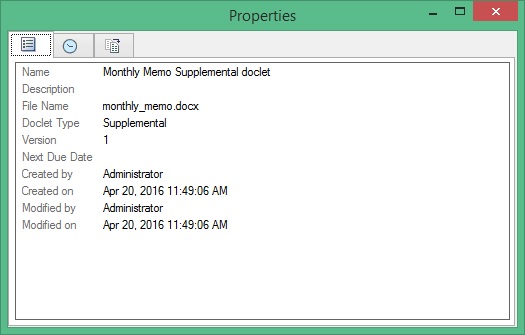 Properties
Name Monthly Memo Supplemental doclet
Description
File Name monthly_memo.docx
Doclet Type Supplemental
Version 1
Next Due Date
Created by Administrator
Created on Apr 20, 2016 11:49:06 AM
Modified by Administrator
Modified on Apr 20, 2016 11:49:06 AM